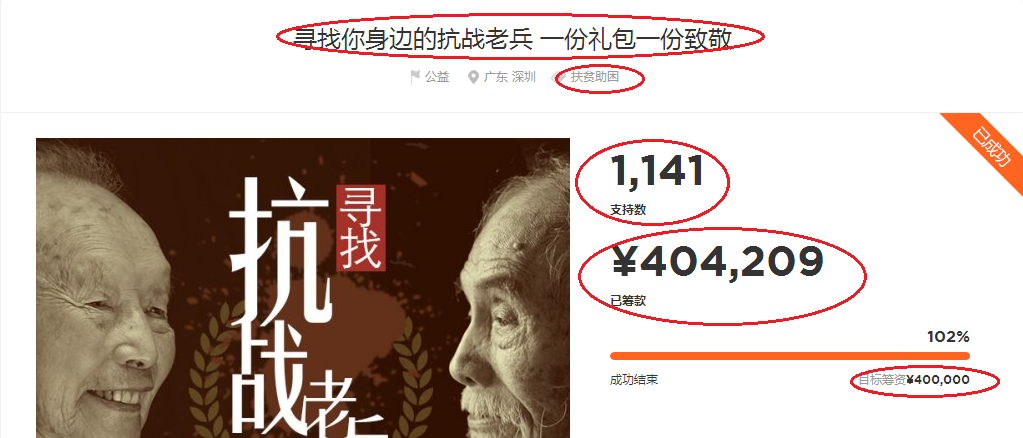 寻找你身边的抗战老兵 一份礼包一份致敬
公益 广东 深圳 扶贫助困
已成功
寻找
抗战老兵
1,141
支持数
¥404,209
已筹款
102%
成功结束 目标筹资¥400,000